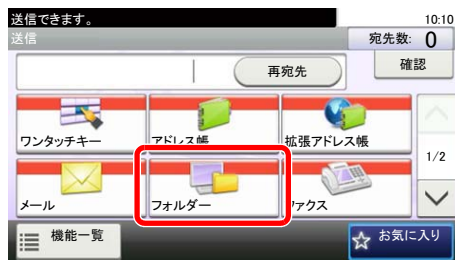 送信できます。 10:10
送信 宛先数: 0
再宛先 確認
ワンタッチキー アドレス帳 拡張アドレス帳
1/2
メール フォルダー ファクス
機能一覧 お気に入り